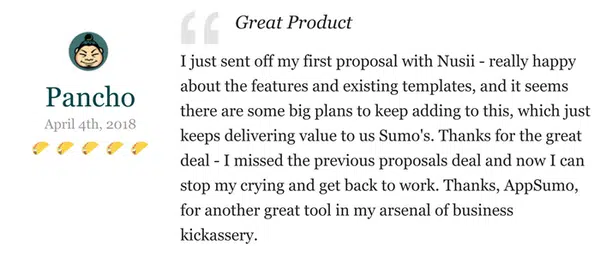 Great Product
Pancho
April 4th, 2018
I just sent off my first proposal with Nusii - really happy
about the features and existing templates, and it seems
there are some big plans to keep adding to this, which just
keeps delivering value to us Sumo's. Thanks for the great
deal - I missed the previous proposals deal and now I can
stop my crying and get back to work. Thanks, AppSumo,
for another great tool in my arsenal of business
kickassery.